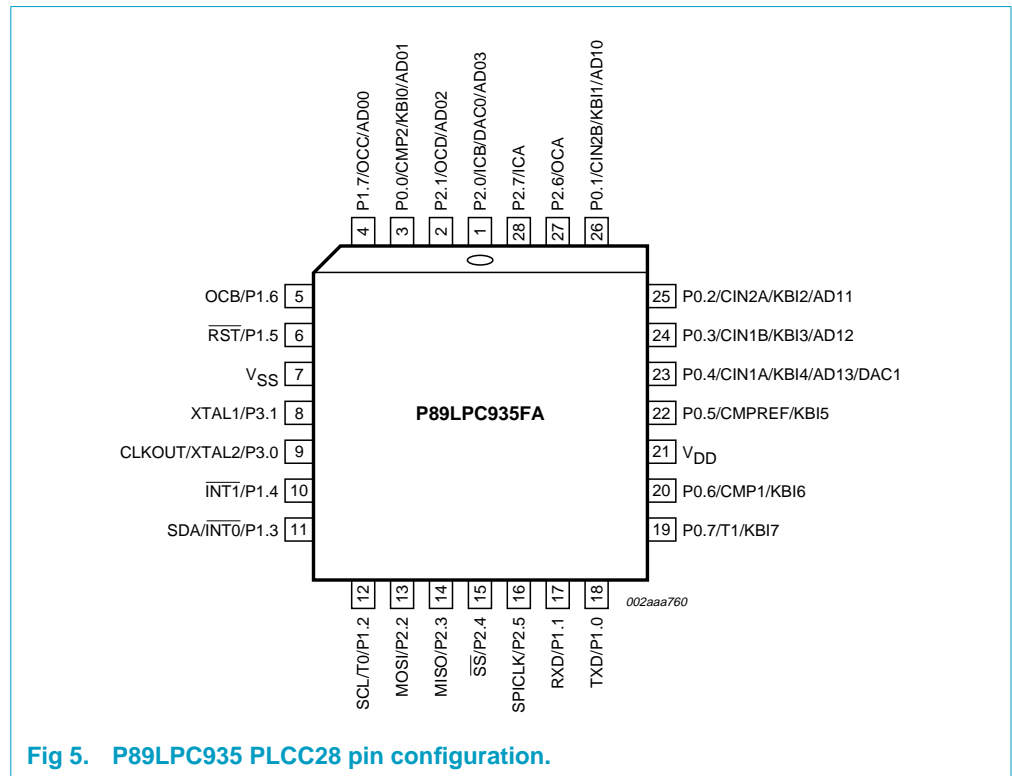 P1.7/OCC/AD00
P0.0/CMP2/KBI0/AD01
P2.1/OCD/AD02
P2.0/ICB/DAC0/AD03
P2.7/ICA
P2.6/OCA
P0.1/CIN2B/KBI1/AD10
4
3
2
1
28
27
26
OCB/P1.6 5
RST/P1.5 6
VSS 7
XTAL1/P3.1 8
CLKOUT/XTAL2/P3.0 9
INT1/P1.4 10
SDA/INT0/P1.3 11
P89LPC935FA
25 P0.2/CIN2A/KBI2/AD11
24 P0.3/CIN1B/KBI3/AD12
23 P0.4/CIN1A/KBI4/AD13/DAC1
22 P0.5/CMPREF/KBI5
21 VDD
20 P0.6/CMP1/KBI6
19 P0.7/T1/KBI7
12
13
14
15
16
17
18
SCL/T0/P1.2
MOSI/P2.2
MISO/P2.3
SS/P2.4
SPICLK/P2.5
RXD/P1.1
TXD/P1.0
002aaa760
Fig 5. P89LPC935 PLCC28 pin configuration.